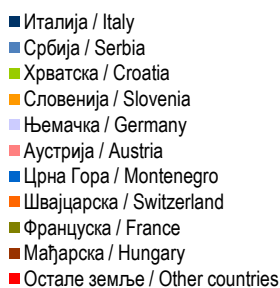 Италија / Italy
Србија / Serbia
Хрватска / Croatia
Словенија / Slovenia
Њемачка / Germany
Аустрија / Austria
Црна Гора / Montenegro
Швајцарска / Switzerland
Француска / France
Мађарска / Hungary
Остале земље / Other countries